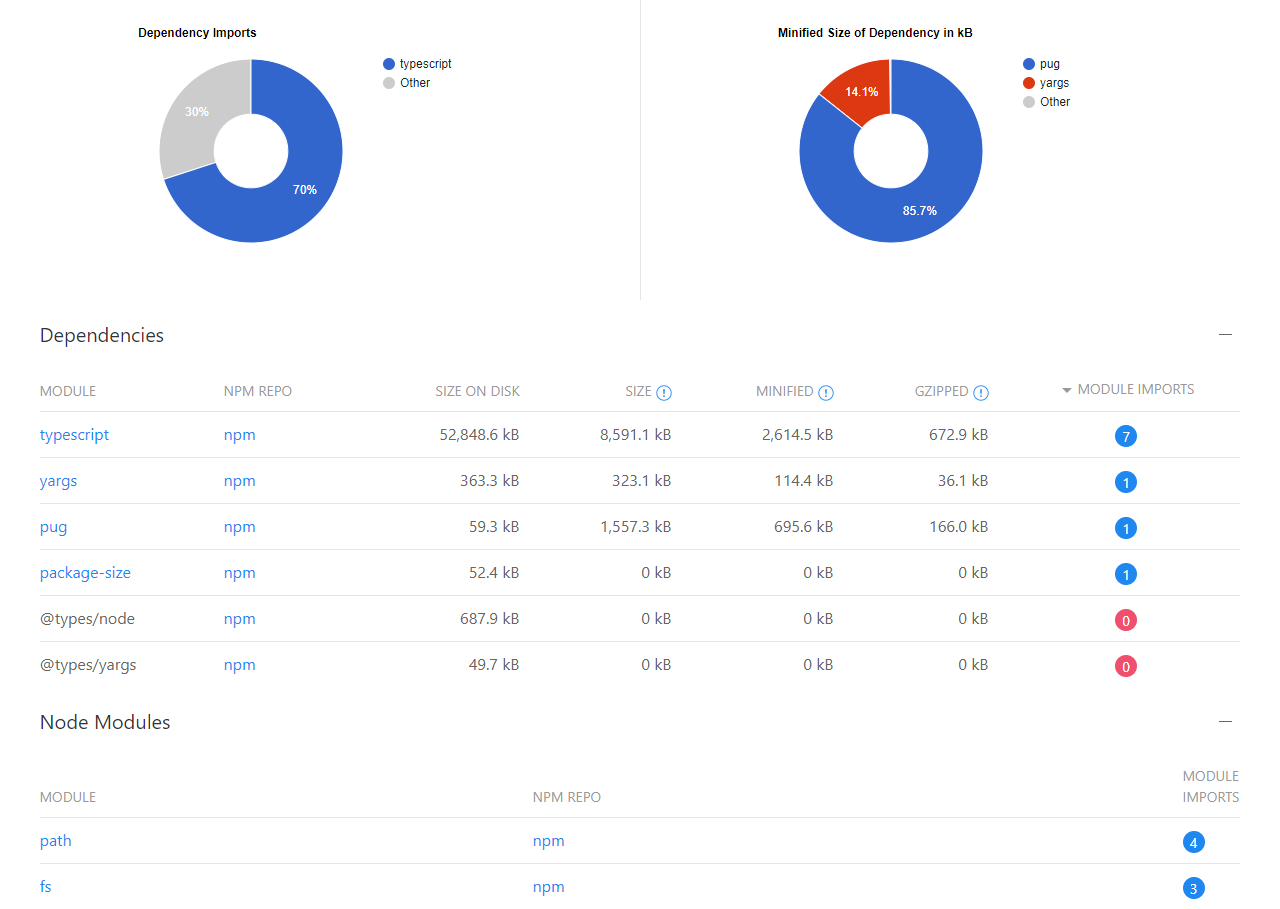 Dependency Imports
typescript
Other
30%
70%
Minified Size of Dependency in kB
pug
yargs
Other
14.1%
85.7%
Dependencies
MODULE NPM REPO SIZE ON DISK SIZE MINIFIED GZIPPED MODULE IMPORTS
typescript npm 52,848.6 kB 8,591.1 kB 2,614.5 kB 672.9 kB 7
yargs npm 363.3 kB 323.1 kB 114.4 kB 36.1 kB 1
pug npm 59.3 kB 1,557.3 kB 695.6 kB 166.0 kB 1
package-size npm 52.4 kB 0 kB 0 kB 0 kB 1
@types/node npm 687.9 kB 0 kB 0 kB 0 kB 0
@types/yargs npm 49.7 kB 0 kB 0 kB 0 kB 0
Node Modules
MODULE NPM REPO MODULE IMPORTS
path npm 4
fs npm 3